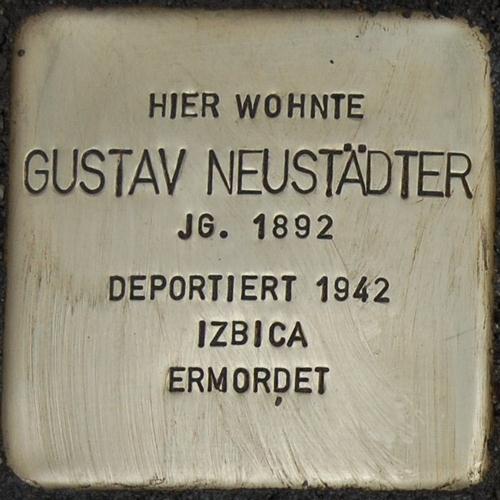 HIER WOHNTE
GUSTAV NEUSTÄDTER
JG. 1892
DEPORTIERT 1942
IZBICA
ERMORDET